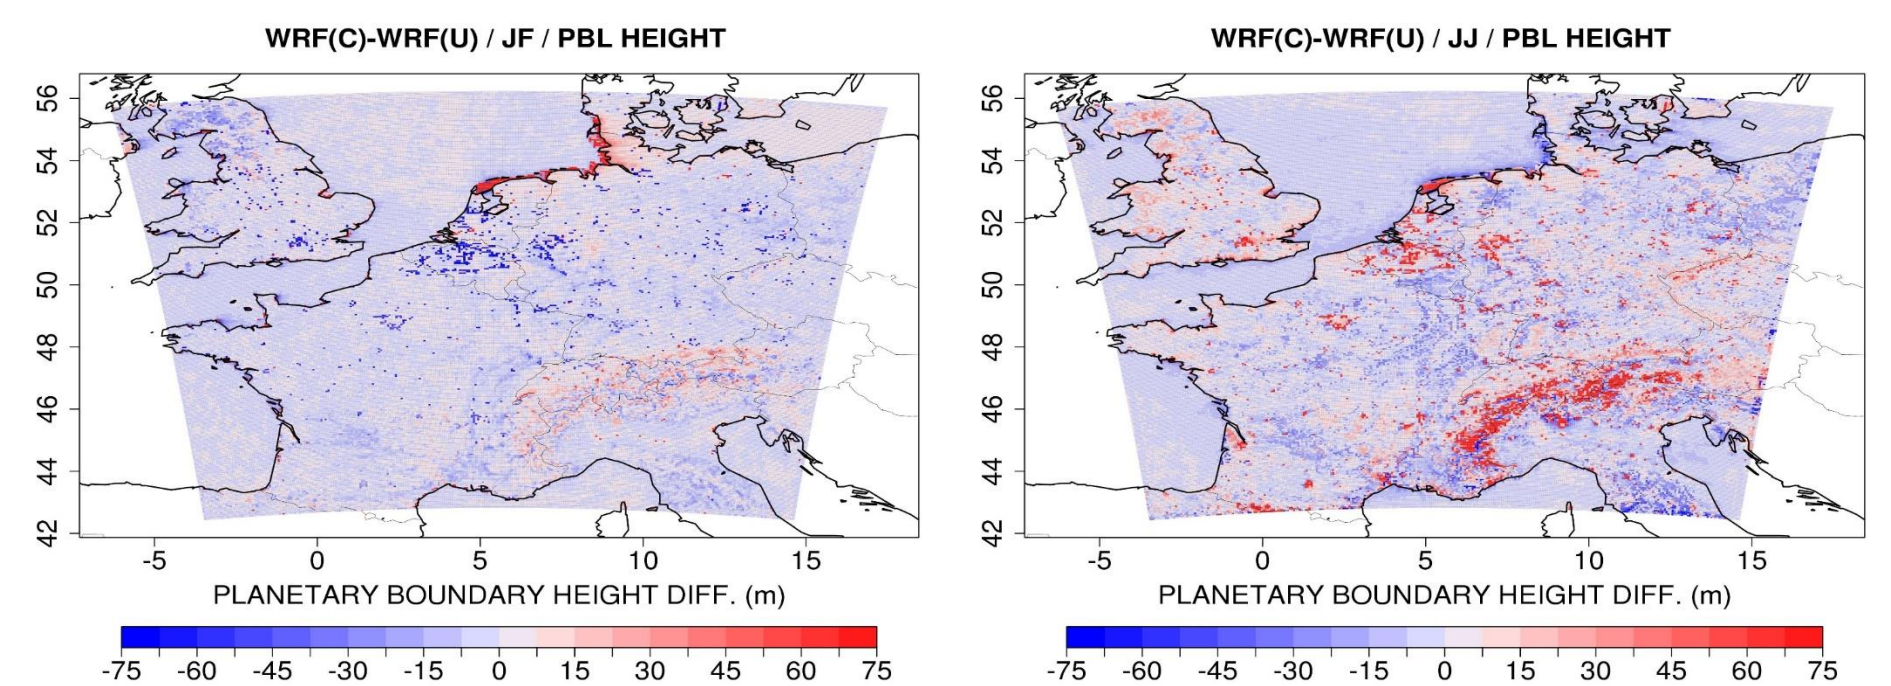 WRF(C)-WRF(U) / JF / PBL HEIGHT
56
54
52
50
48
46
44
42
-5 0 5 10 15
PLANETARY BOUNDARY HEIGHT DIFF. (m)
-75 -60 -45 -30 -15 0 15 30 45 60 75
WRF(C)-WRF(U) / JJ / PBL HEIGHT
56
54
52
50
48
46
44
42
-5 0 5 10 15
PLANETARY BOUNDARY HEIGHT DIFF. (m)
-75 -60 -45 -30 -15 0 15 30 45 60 75